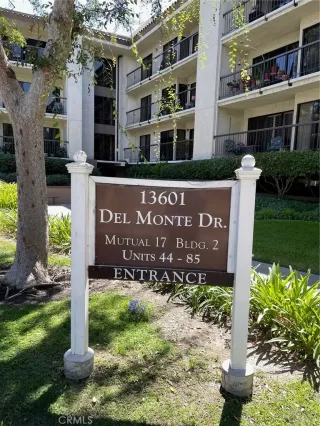 13601
DEL MONTE DR.
MUTUAL 17 BLDG. 2
UNITS 44 - 85
ENTRANCE
CRMLS